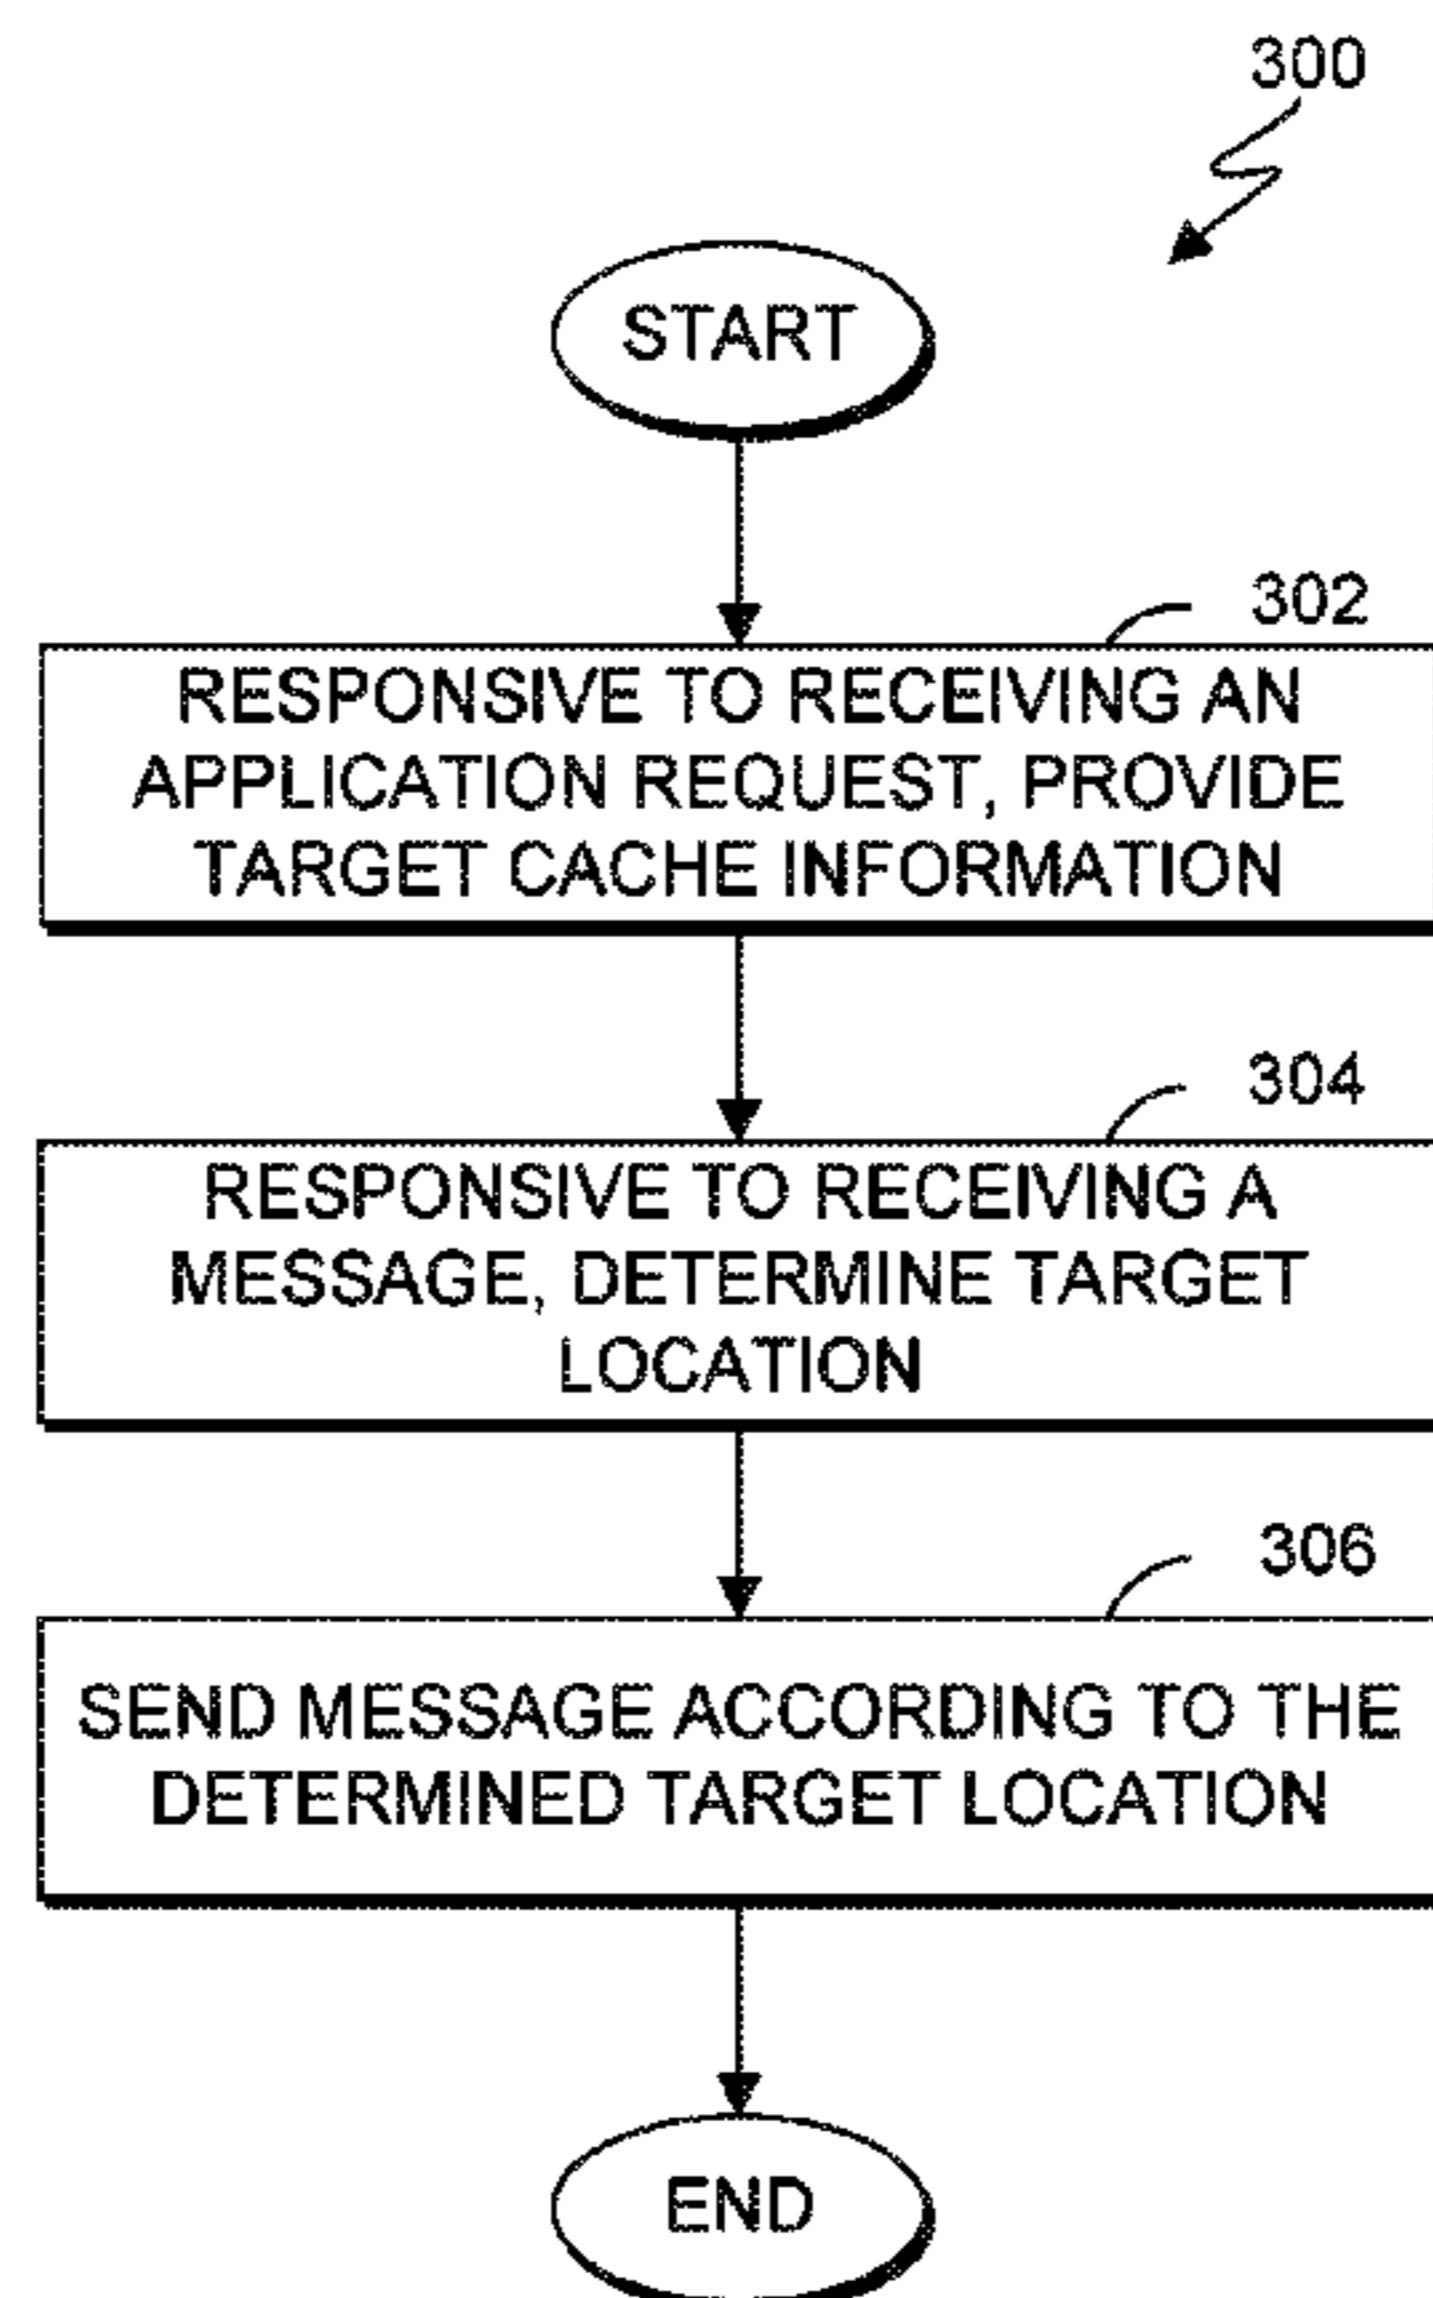 300
START
302
RESPONSIVE TO RECEIVING AN
APPLICATION REQUEST, PROVIDE
TARGET CACHE INFORMATION
304
RESPONSIVE TO RECEIVING A
MESSAGE, DETERMINE TARGET
LOCATION
306
SEND MESSAGE ACCORDING TO THE
DETERMINED TARGET LOCATION
END